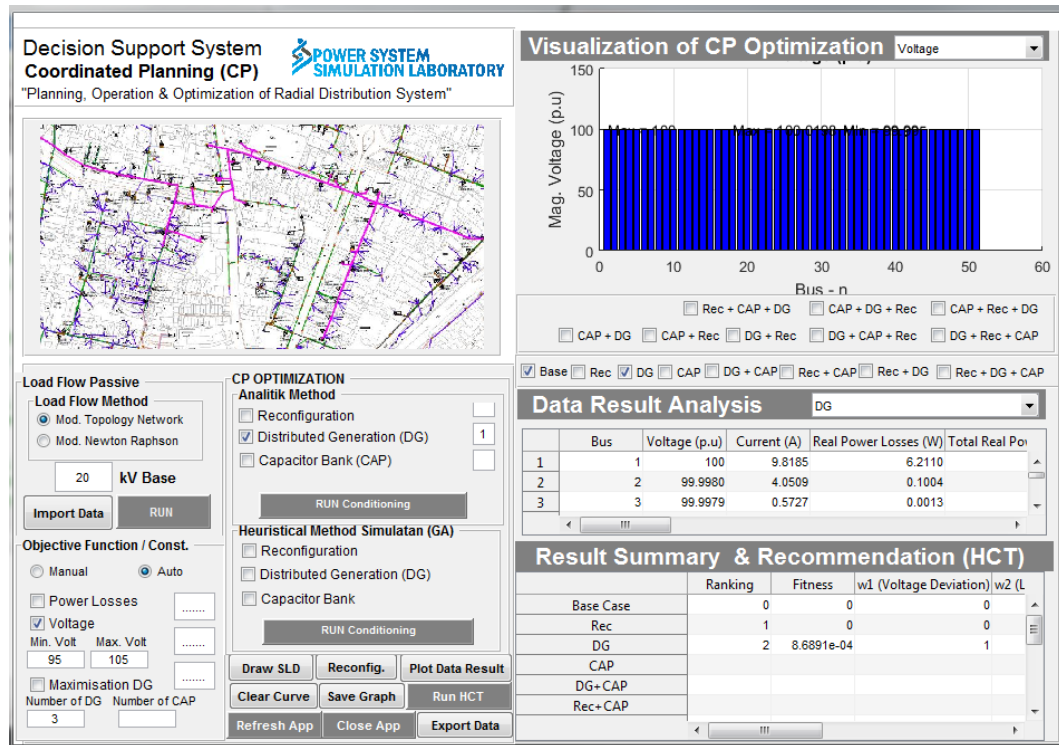 Decision Support System
Coordinated Planning (CP)
"Planning, Operation & Optimization of Radial Distribution System"
POWER SYSTEM
SIMULATION LABORATORY
Visualization of CP Optimization
Voltage
150
100
50
0
Mag. Voltage (p.u)
0 10 20 30 40 50 60
Bus - n
Rec + CAP + DG CAP + DG + Rec CAP + Rec + DG
CAP + DG CAP + Rec DG + Rec DG + CAP + Rec DG + Rec + CAP
Base Rec DG CAP DG + CAP Rec + CAP Rec + DG Rec + DG + CAP
Load Flow Passive
Load Flow Method
Mod. Topology Network
Mod. Newton Raphson
20 kV Base
Import Data RUN
Objective Function / Const.
Manual Auto
Power Losses .......
Voltage
Min. Volt Max. Volt .......
95 105
Maximisation DG .......
Number of DG Number of CAP
3
CP OPTIMIZATION
Analitik Method
Reconfiguration
Distributed Generation (DG) 1
Capacitor Bank (CAP)
RUN Conditioning
Heuristical Method Simulatan (GA)
Reconfiguration
Distributed Generation (DG)
Capacitor Bank
RUN Conditioning
Draw SLD Reconfig. Plot Data Result
Clear Curve Save Graph Run HCT
Refresh App Close App Export Data
Data Result Analysis
DG
Bus Voltage (p.u) Current (A) Real Power Losses (W) Total Real Pov
1 1 100 9.8185 6.2110
2 2 99.9980 4.0509 0.1004
3 3 99.9979 0.5727 0.0013
Result Summary & Recommendation (HCT)
Ranking Fitness w1 (Voltage Deviation) w2 (L
Base Case 0 0 0
Rec 1 0 0
DG 2 8.6891e-04 1
CAP
DG+CAP
Rec+CAP